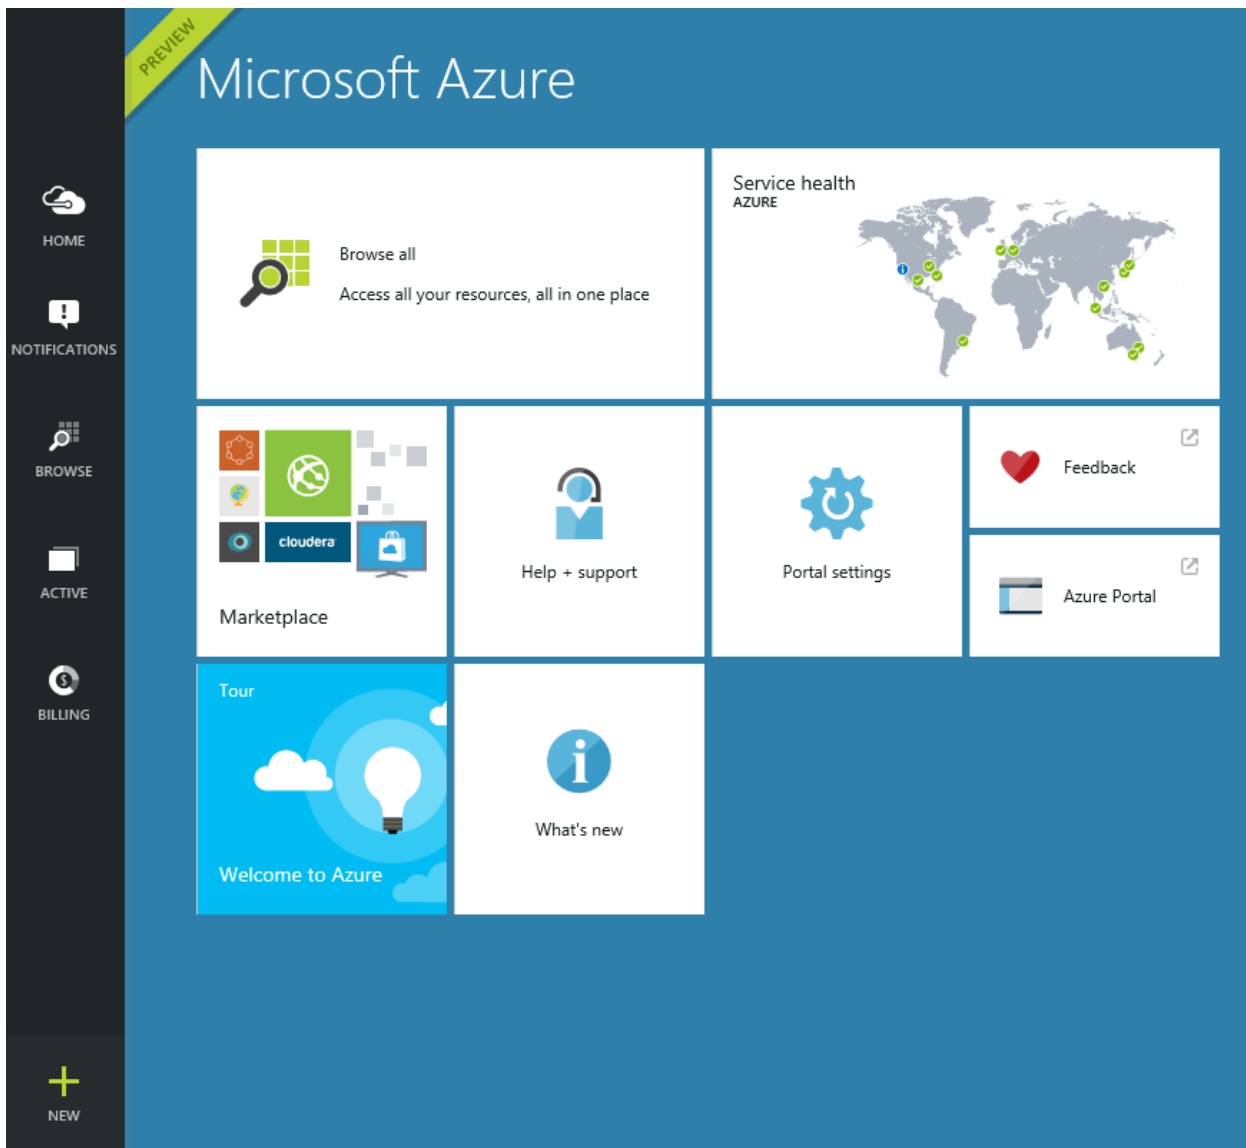 PREVIEW
Microsoft Azure
HOME
NOTIFICATIONS
BROWSE
ACTIVE
BILLING
NEW
Browse all
Access all your resources, all in one place
Service health
AZURE
cloudera
Marketplace
Help + support
Portal settings
Feedback
Azure Portal
Tour
Welcome to Azure
What's new